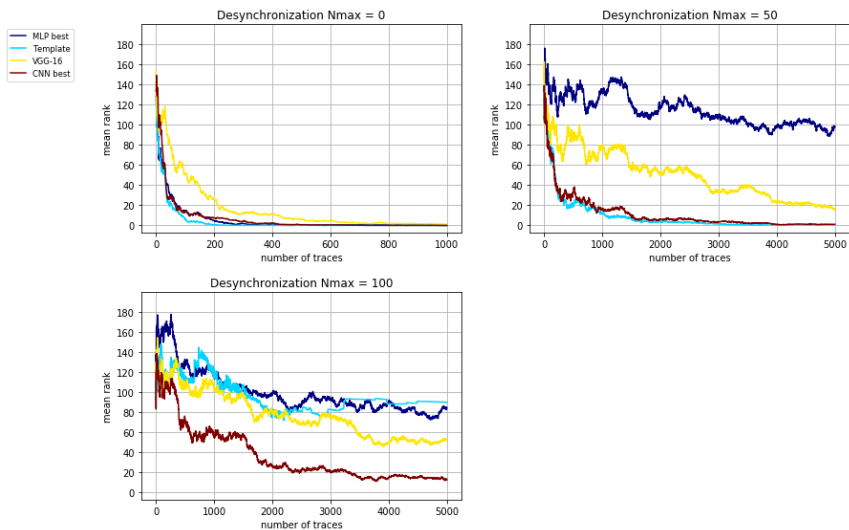 MLP best
Template
VGG-16
CNN best
Desynchronization Nmax = 0
mean rank
180
160
140
120
100
80
60
40
20
0
0 200 400 600 800 1000
number of traces
Desynchronization Nmax = 50
mean rank
180
160
140
120
100
80
60
40
20
0
0 1000 2000 3000 4000 5000
number of traces
Desynchronization Nmax = 100
mean rank
180
160
140
120
100
80
60
40
20
0
0 1000 2000 3000 4000 5000
number of traces